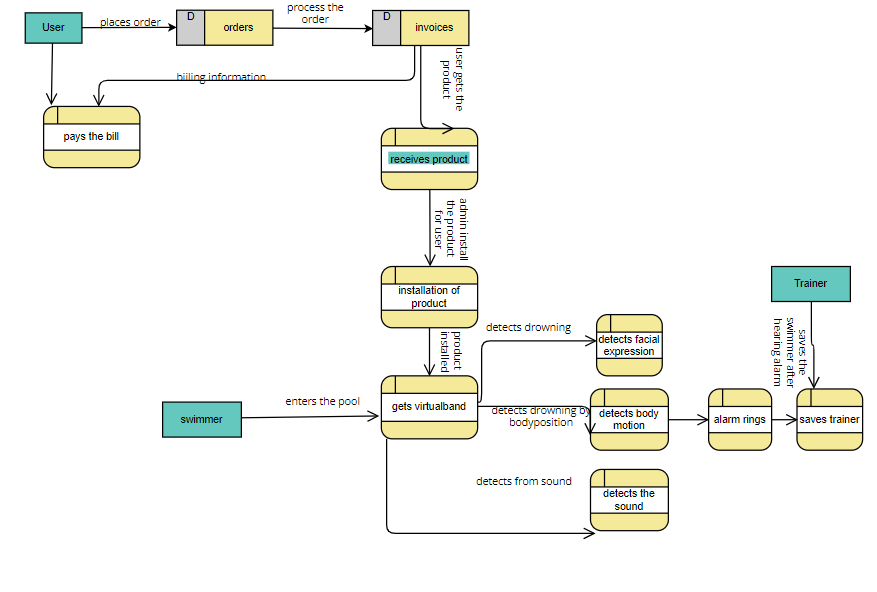 process the
order
D
D
User
places order
orders
invoices
user gets the
product
biiling information
pays the bill
receives product
admin install
the product
for user
Trainer
installation of
product
saves the
swimmer after
hearing alarm
product
installed
detects drowning
detects facial
expression
enters the pool
gets virtualband
swimmer
detects drowning by
bodyposition
detects body
motion
alarm rings
saves trainer
detects from sound
detects the
sound